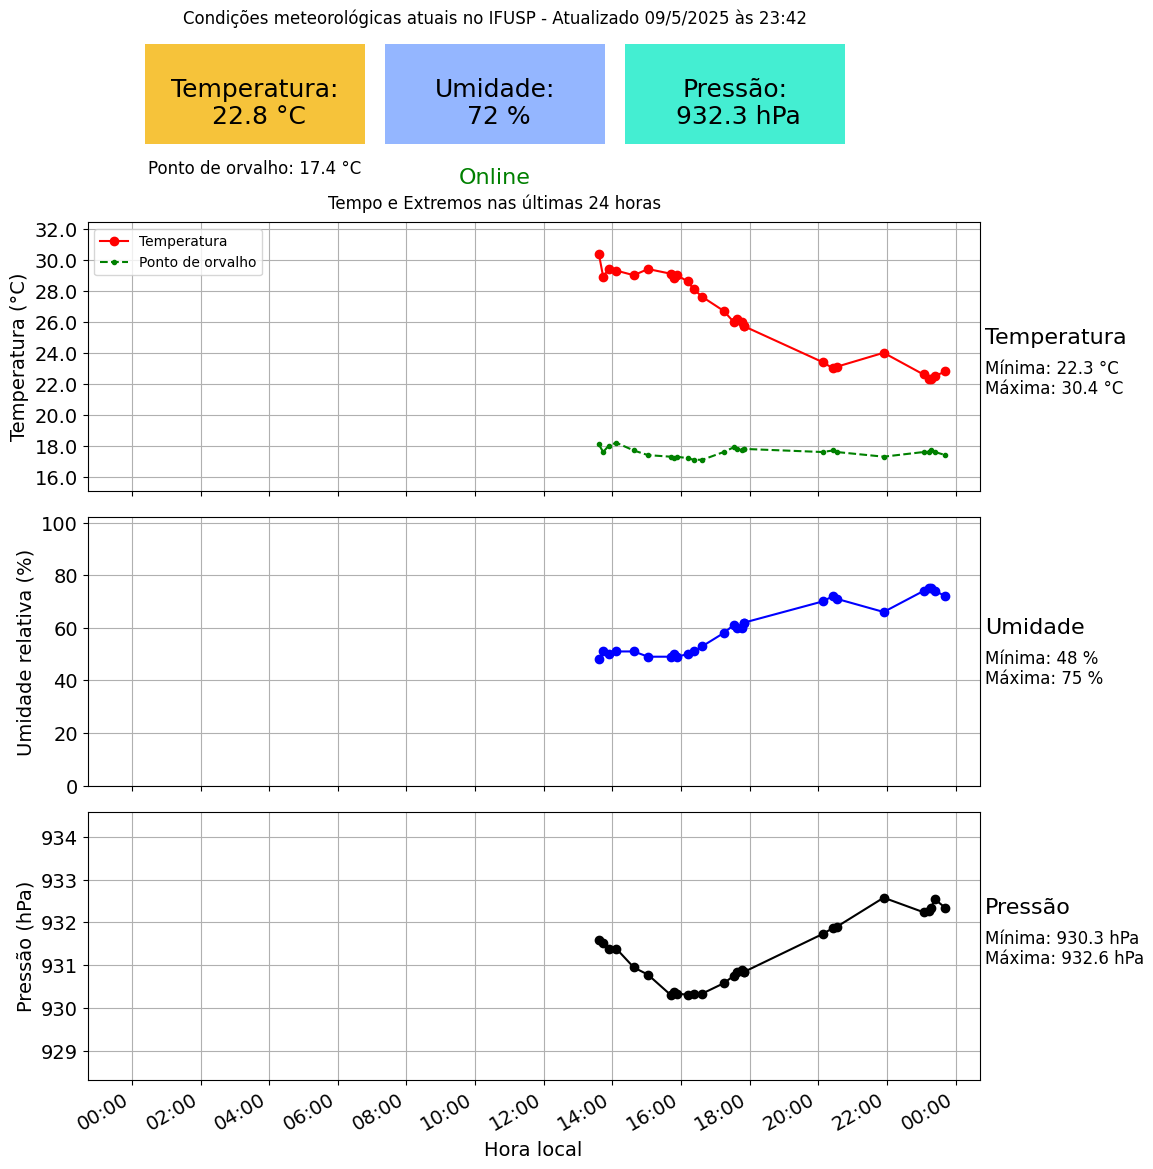 Condições meteorológicas atuais no IFUSP - Atualizado 09/5/2025 às 23:42
Temperatura:
22.8 °C
Umidade:
72 %
Pressão:
932.3 hPa
Ponto de orvalho: 17.4 °C
Online
Tempo e Extremos nas últimas 24 horas
Temperatura (°C)
32.0
30.0
28.0
26.0
24.0
22.0
20.0
18.0
16.0
Temperatura
Ponto de orvalho
Temperatura
Mínima: 22.3 °C
Máxima: 30.4 °C
Umidade relativa (%)
100
80
60
40
20
0
Umidade
Mínima: 48 %
Máxima: 75 %
Pressão (hPa)
934
933
932
931
930
929
Pressão
Mínima: 930.3 hPa
Máxima: 932.6 hPa
00:00
02:00
04:00
06:00
08:00
10:00
12:00
14:00
16:00
18:00
20:00
22:00
00:00
Hora local